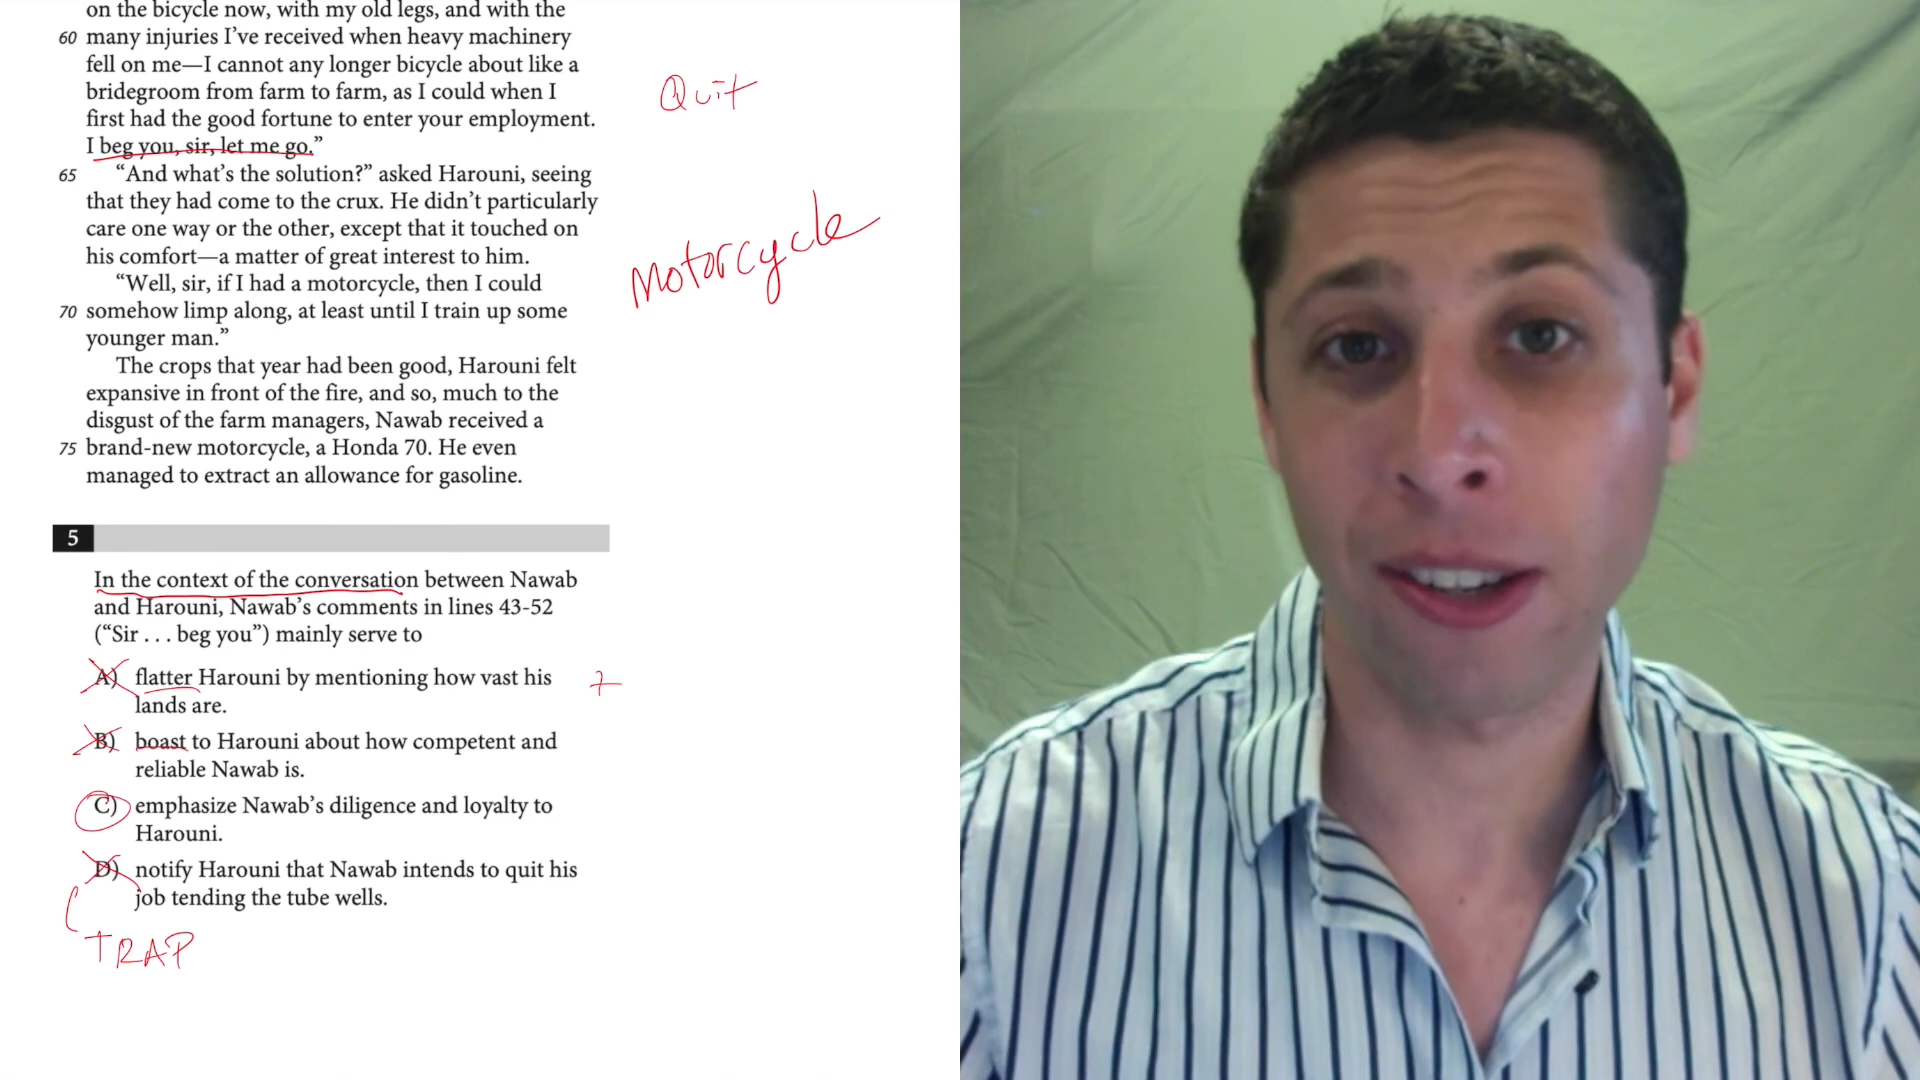 on the bicycle now, with my old legs, and with the
60 many injuries I've received when heavy machinery
fell on me—I cannot any longer bicycle about like a
bridegroom from farm to farm, as I could when I
first had the good fortune to enter your employment.
I beg you, sir, let me go.”
65 “And what's the solution?” asked Harouni, seeing
that they had come to the crux. He didn't particularly
care one way or the other, except that it touched on
his comfort—a matter of great interest to him.
“Well, sir, if I had a motorcycle, then I could
70 somehow limp along, at least until I train up some
younger man.”
The crops that year had been good, Harouni felt
expansive in front of the fire, and so, much to the
disgust of the farm managers, Nawab received a
75 brand-new motorcycle, a Honda 70. He even
managed to extract an allowance for gasoline.
Quit
Motorcycle
5
In the context of the conversation between Nawab
and Harouni, Nawab's comments in lines 43-52
(“Sir . . . beg you”) mainly serve to
A) flatter Harouni by mentioning how vast his
lands are.
B) boast to Harouni about how competent and
reliable Nawab is.
C) emphasize Nawab's diligence and loyalty to
Harouni.
D) notify Harouni that Nawab intends to quit his
job tending the tube wells.
TRAP